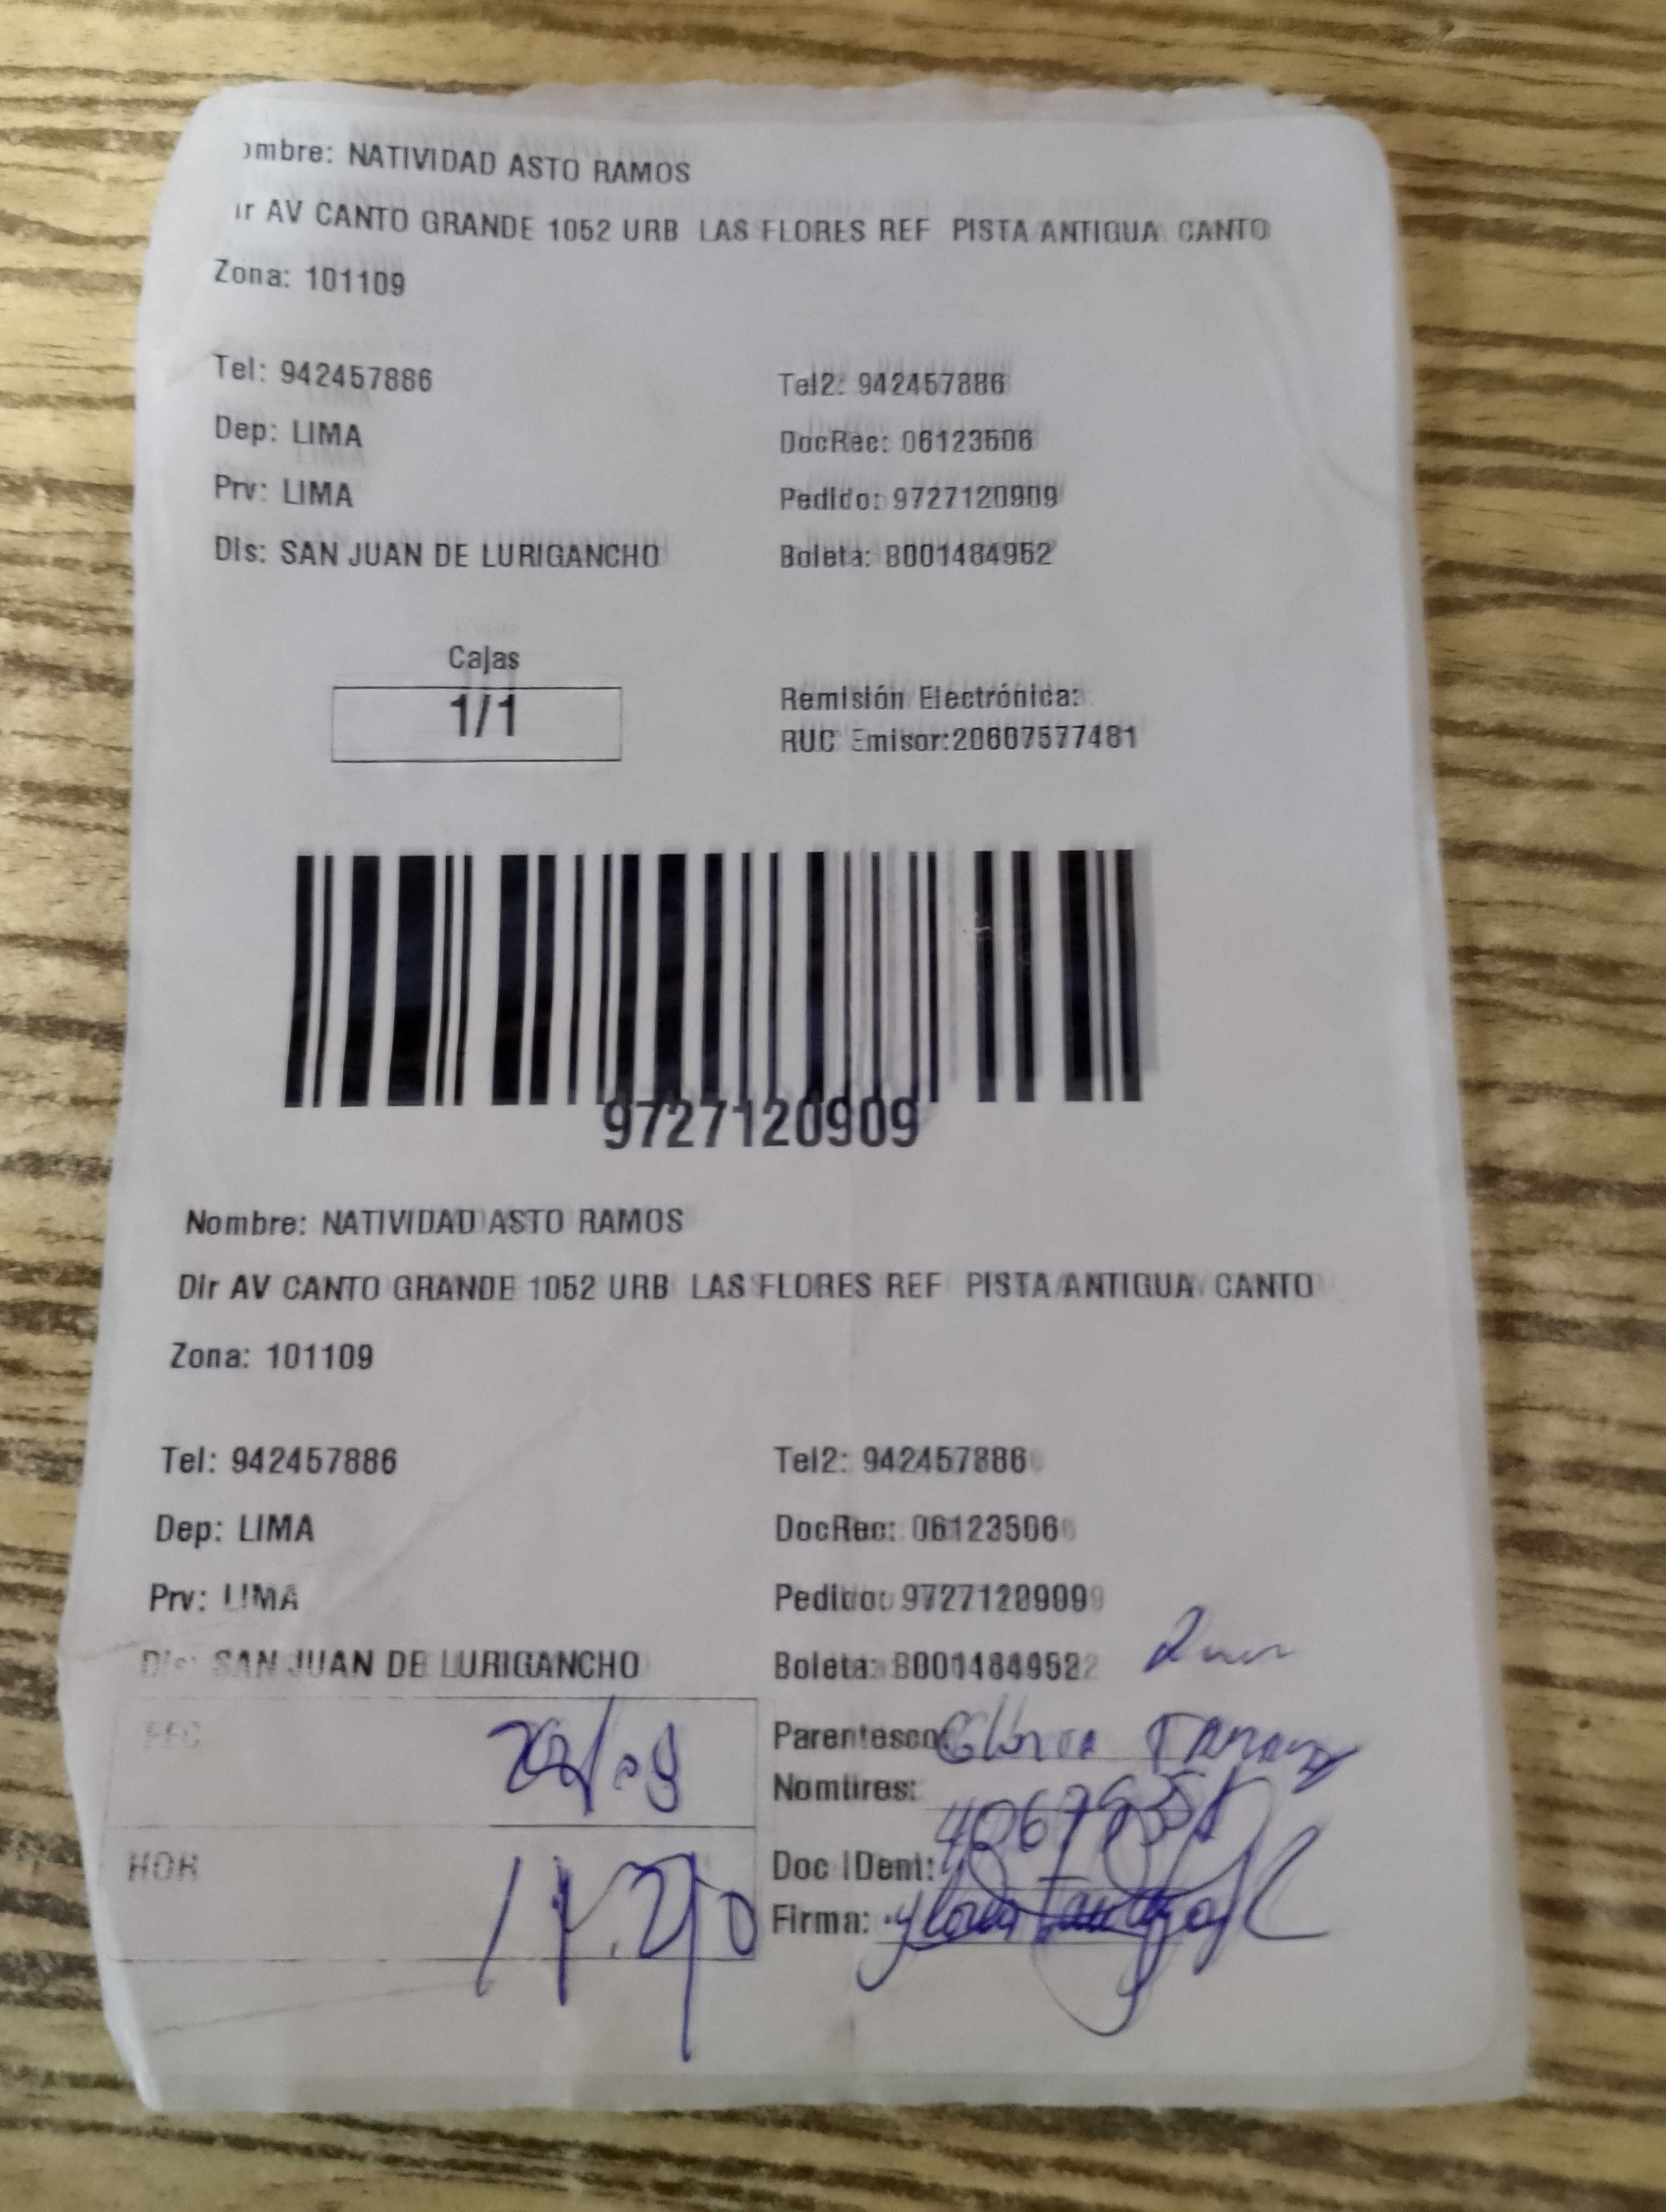 ombre: NATIVIDAD ASTO RAMOS
ir AV CANTO GRANDE 1052 URB LAS FLORES REF PISTA ANTIGUA CANTO
Zona: 101109
Tel: 942457886 Tel2: 942457886
Dep: LIMA DocRec: 06123506
Prv: LIMA Pedido: 9727120909
Dis: SAN JUAN DE LURIGANCHO Boleta: B001484952
Cajas
1/1
Remisión Electrónica:
RUC Emisor:20607577481
9727120909
Nombre: NATIVIDAD ASTO RAMOS
Dir AV CANTO GRANDE 1052 URB LAS FLORES REF PISTA ANTIGUA CANTO
Zona: 101109
Tel: 942457886 Tel2: 942457886
Dep: LIMA DocRec: 06123506
Prv: LIMA Pedido: 9727120909
Dis: SAN JUAN DE LURIGANCHO Boleta: B001484952
FEC
Parentesco: Gloria
Nombres:
HOR
Doc IDent:
Firma: